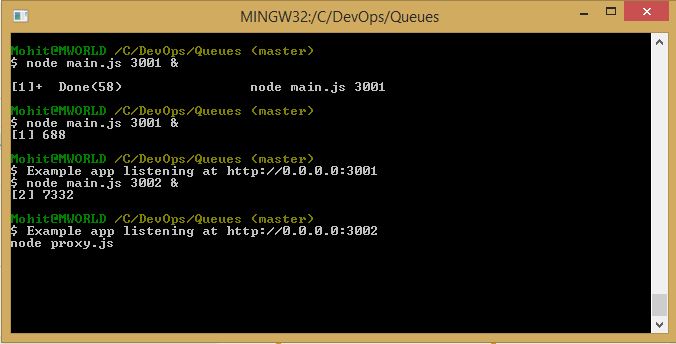 MINGW32:/C/DevOps/Queues
Mohit@MWORLD /C/DevOps/Queues (master)
$ node main.js 3001 &
[1]+  Done(58)                node main.js 3001
Mohit@MWORLD /C/DevOps/Queues (master)
$ node main.js 3001 &
[1] 688
Mohit@MWORLD /C/DevOps/Queues (master)
$ Example app listening at http://0.0.0.0:3001
$ node main.js 3002 &
[2] 7332
Mohit@MWORLD /C/DevOps/Queues (master)
$ Example app listening at http://0.0.0.0:3002
node proxy.js